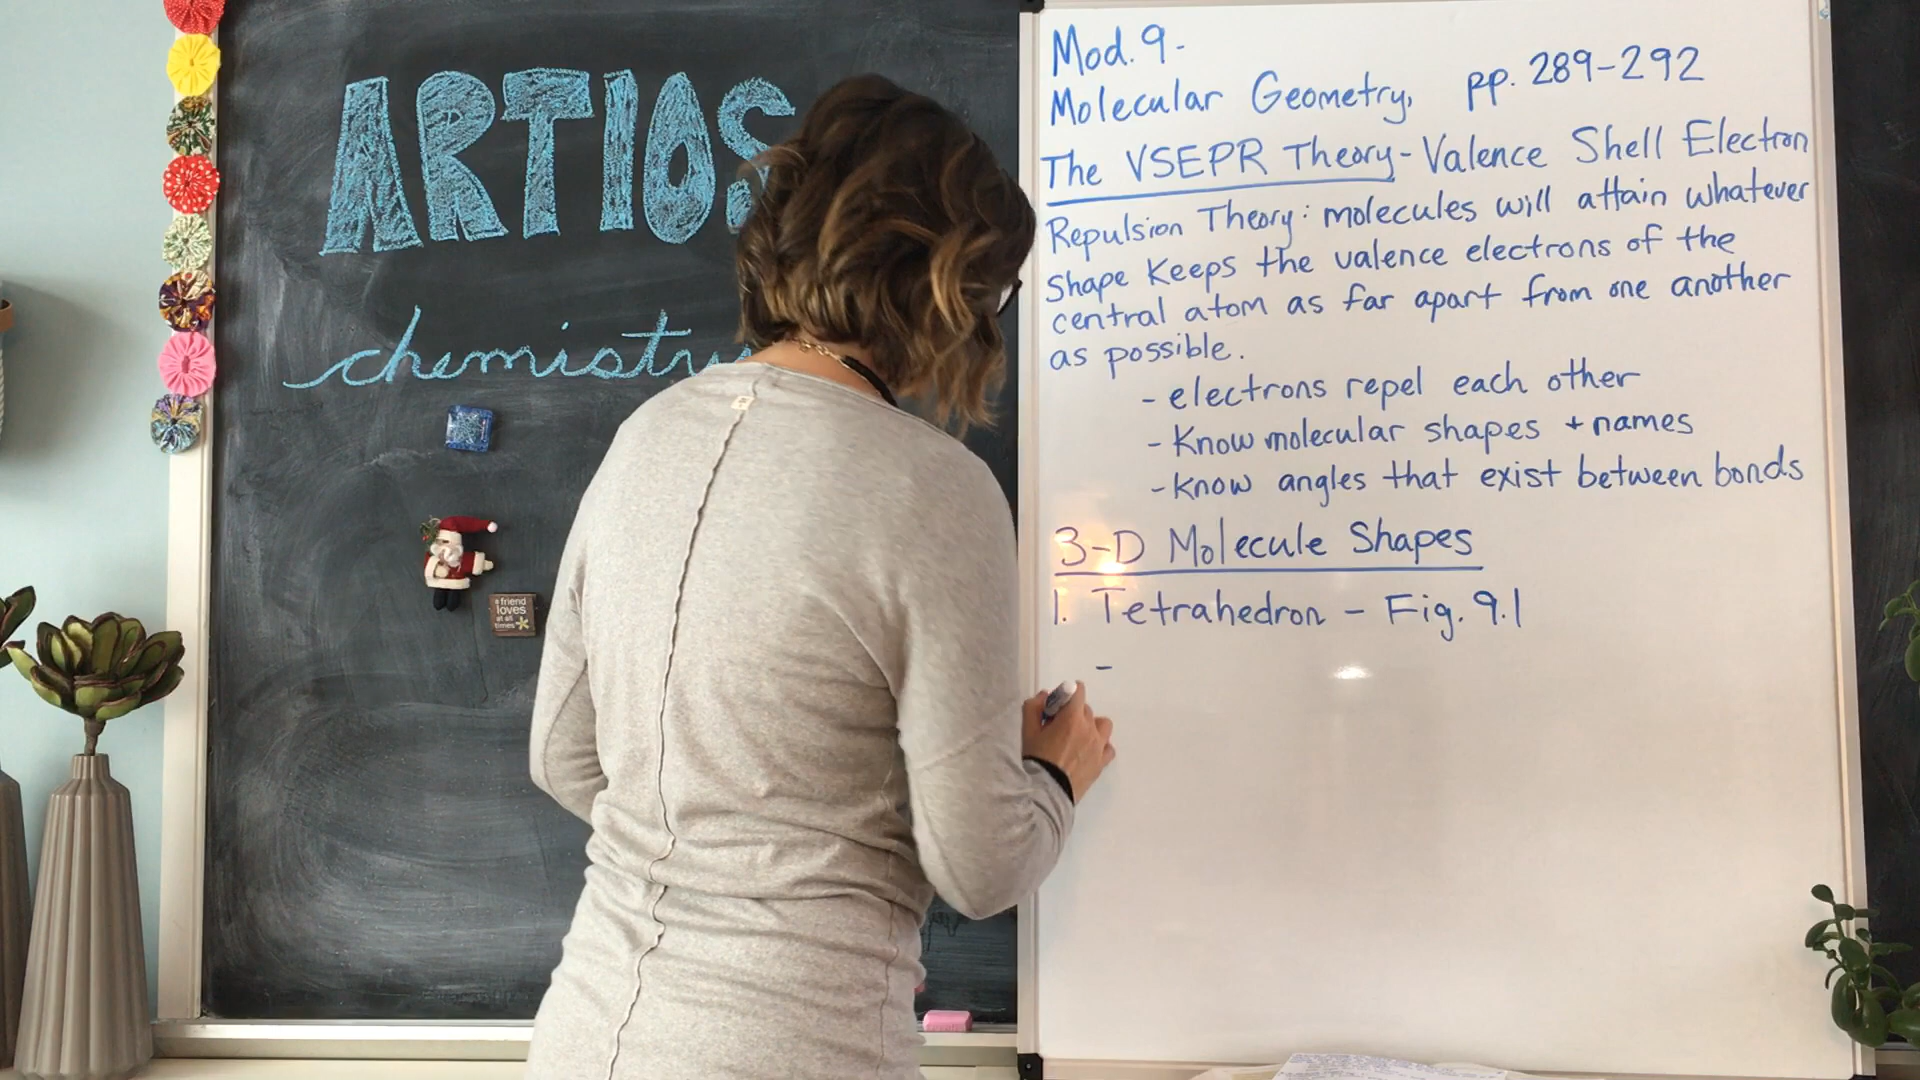 ARTIOS
chemistry
a friend
loves
at all
times
Mod. 9-
Molecular Geometry, pp. 289-292
The VSEPR Theory - Valence Shell Electron
Repulsion Theory: molecules will attain whatever
shape keeps the valence electrons of the
central atom as far apart from one another
as possible.
- electrons repel each other
- Know molecular shapes + names
- know angles that exist between bonds
3-D Molecule Shapes
1. Tetrahedron - Fig. 9.1
-